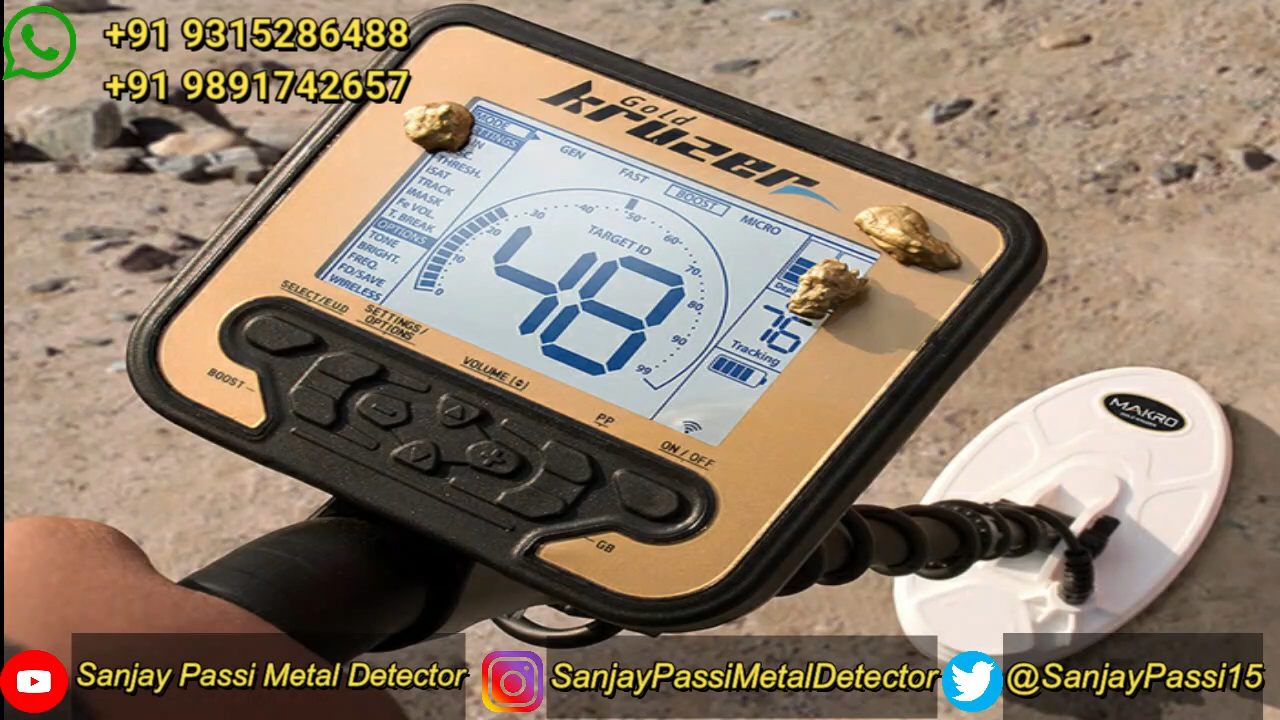 +91 9315286488
+91 9891742657
Gold
kruzer
MODE
THRESH.
iSAT
TRACK
iMASK
Fe VOL.
T. BREAK
OPTIONS
TONE
BRIGHT.
FREQ.
FD/SAVE
WIRELESS
GEN
FAST
BOOST
MICRO
TARGET ID
0
10
20
30
40
50
60
70
80
90
99
48
Depth
76
Tracking
SELECT/E.U.D
SETTINGS/
OPTIONS
VOLUME
PP
ON / OFF
BOOST
GB
MAKRO
Sanjay Passi Metal Detector
SanjayPassiMetalDetector
@SanjayPassi15